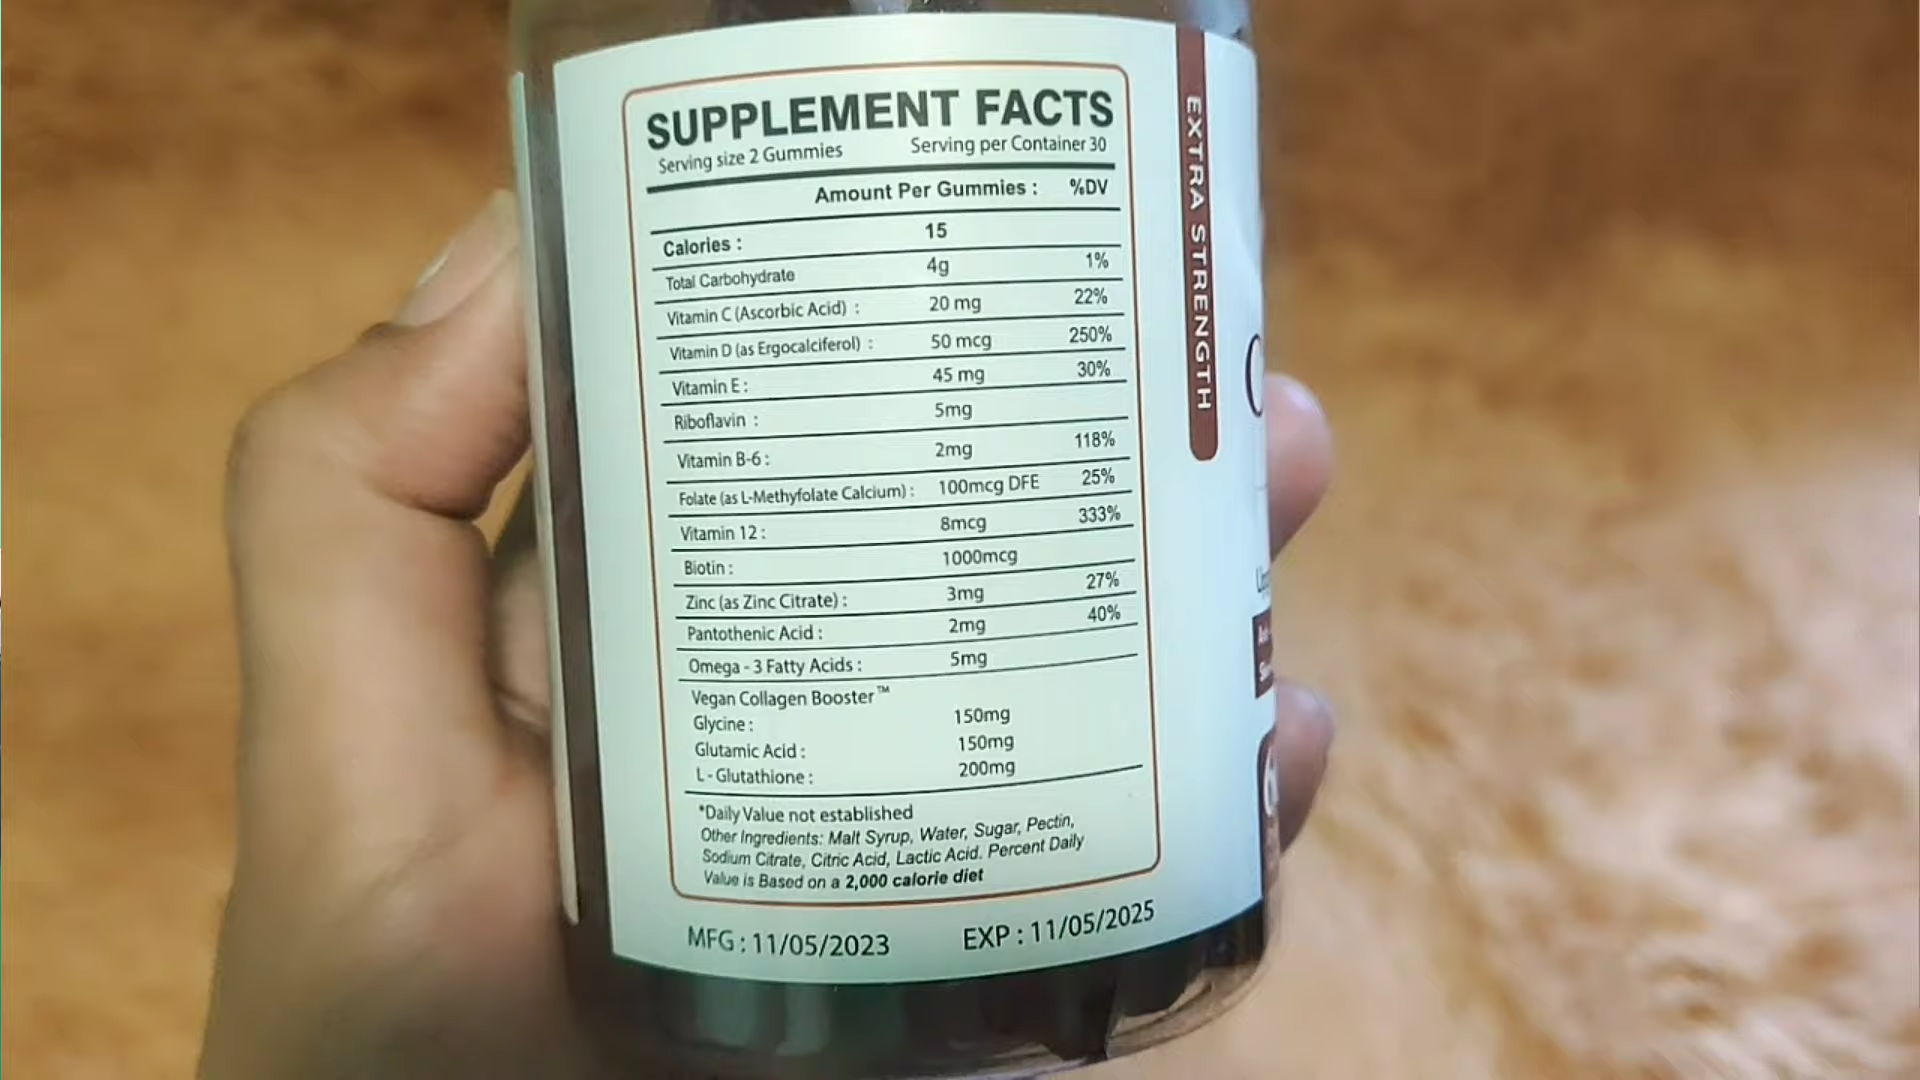 SUPPLEMENT FACTS
Serving size 2 Gummies Serving per Container 30
Amount Per Gummies : %DV
Calories : 15
Total Carbohydrate 4g 1%
Vitamin C (Ascorbic Acid) : 20 mg 22%
Vitamin D (as Ergocalciferol) : 50 mcg 250%
Vitamin E : 45 mg 30%
Riboflavin : 5mg
Vitamin B-6 : 2mg 118%
Folate (as L-Methyfolate Calcium) : 100mcg DFE 25%
Vitamin 12 : 8mcg 333%
Biotin : 1000mcg
Zinc (as Zinc Citrate) : 3mg 27%
Pantothenic Acid : 2mg 40%
Omega - 3 Fatty Acids : 5mg
Vegan Collagen Booster™
Glycine : 150mg
Glutamic Acid : 150mg
L - Glutathione : 200mg
*Daily Value not established
Other Ingredients: Malt Syrup, Water, Sugar, Pectin,
Sodium Citrate, Citric Acid, Lactic Acid. Percent Daily
Value is Based on a 2,000 calorie diet
MFG : 11/05/2023 EXP : 11/05/2025
EXTRA STRENGTH